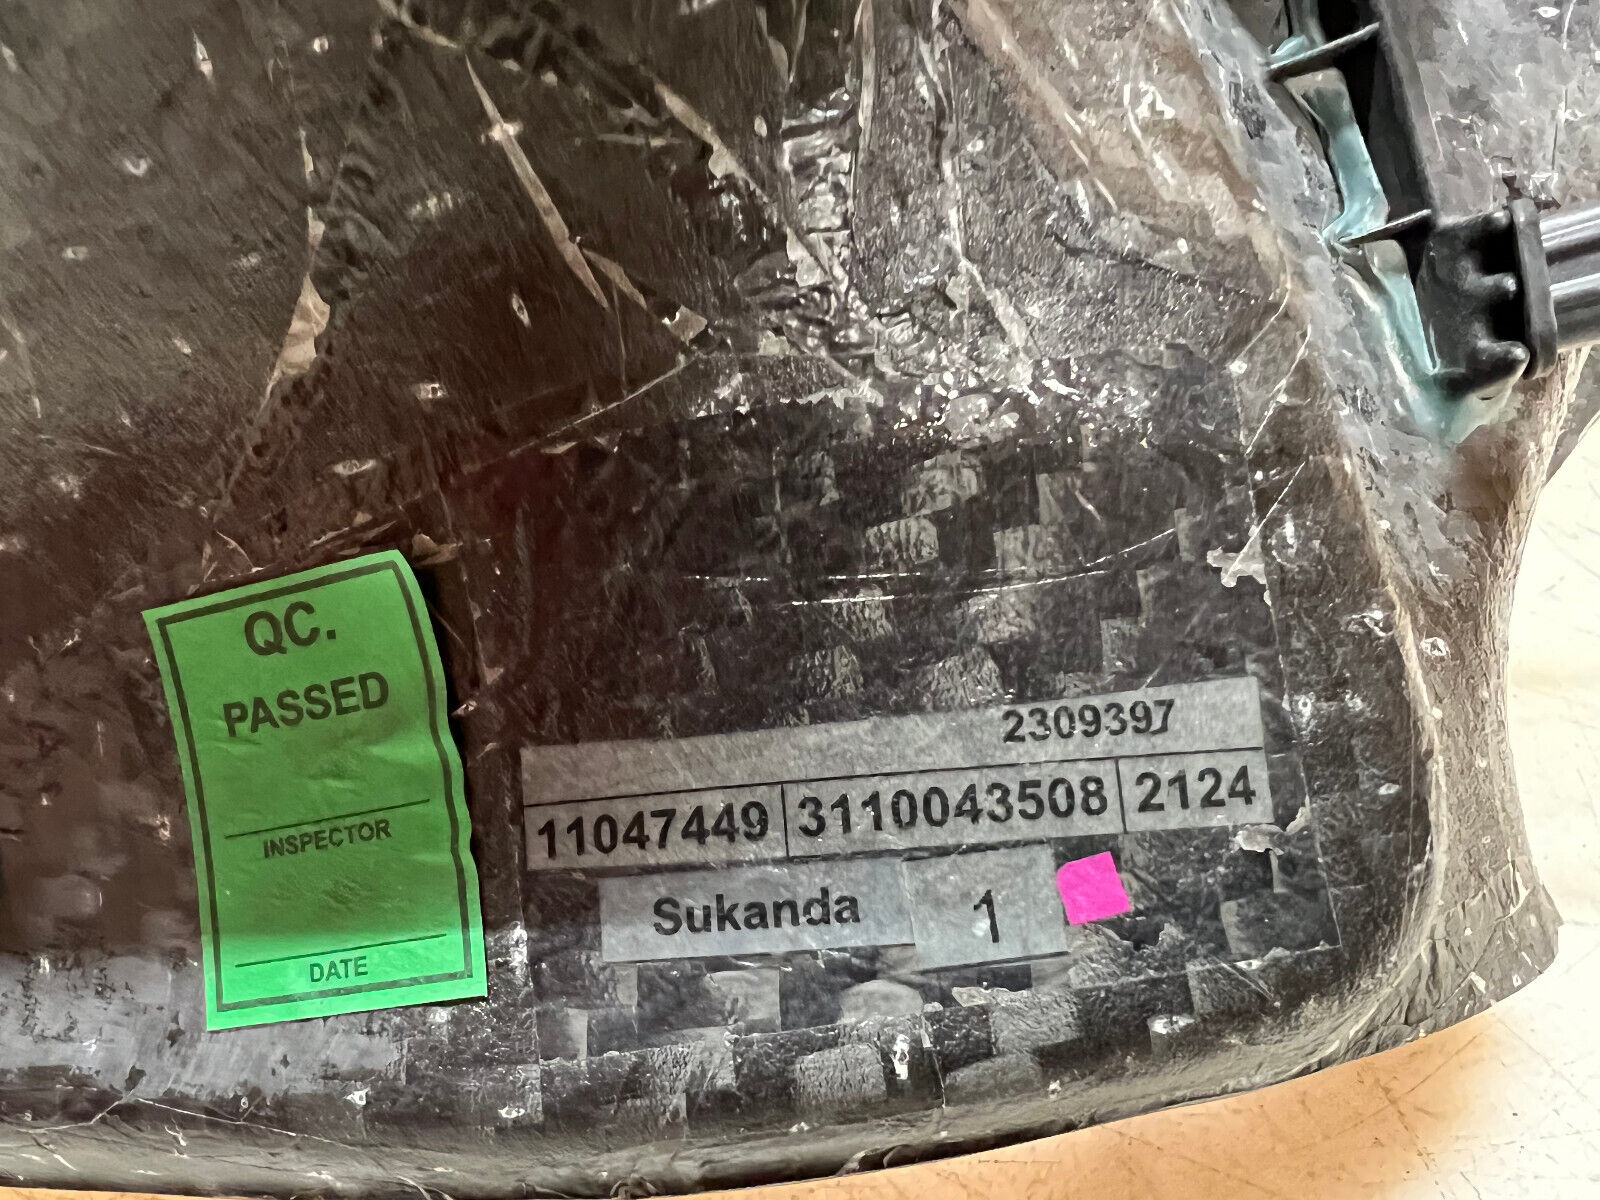 QC.
PASSED
INSPECTOR
DATE
2309397
11047449 3110043508 2124
Sukanda 1